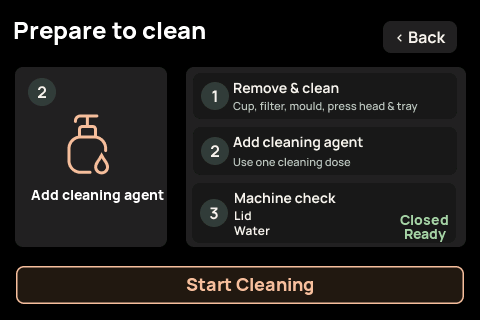 Prepare to clean
‹ Back
2
Add cleaning agent
1
Remove & clean
Cup, filter, mould, press head & tray
2
Add cleaning agent
Use one cleaning dose
3
Machine check
Lid Closed
Water Ready
Start Cleaning